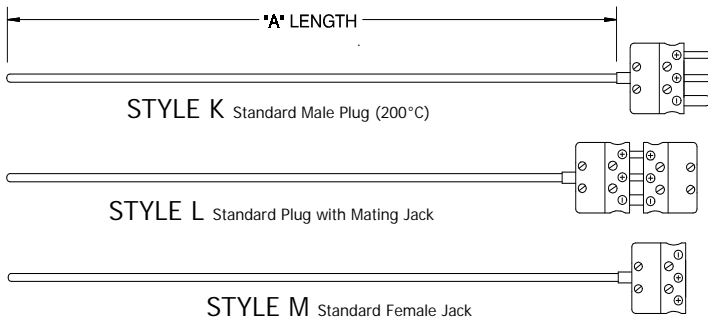 "A" LENGTH
STYLE K Standard Male Plug (200°C)
STYLE L Standard Plug with Mating Jack
STYLE M Standard Female Jack